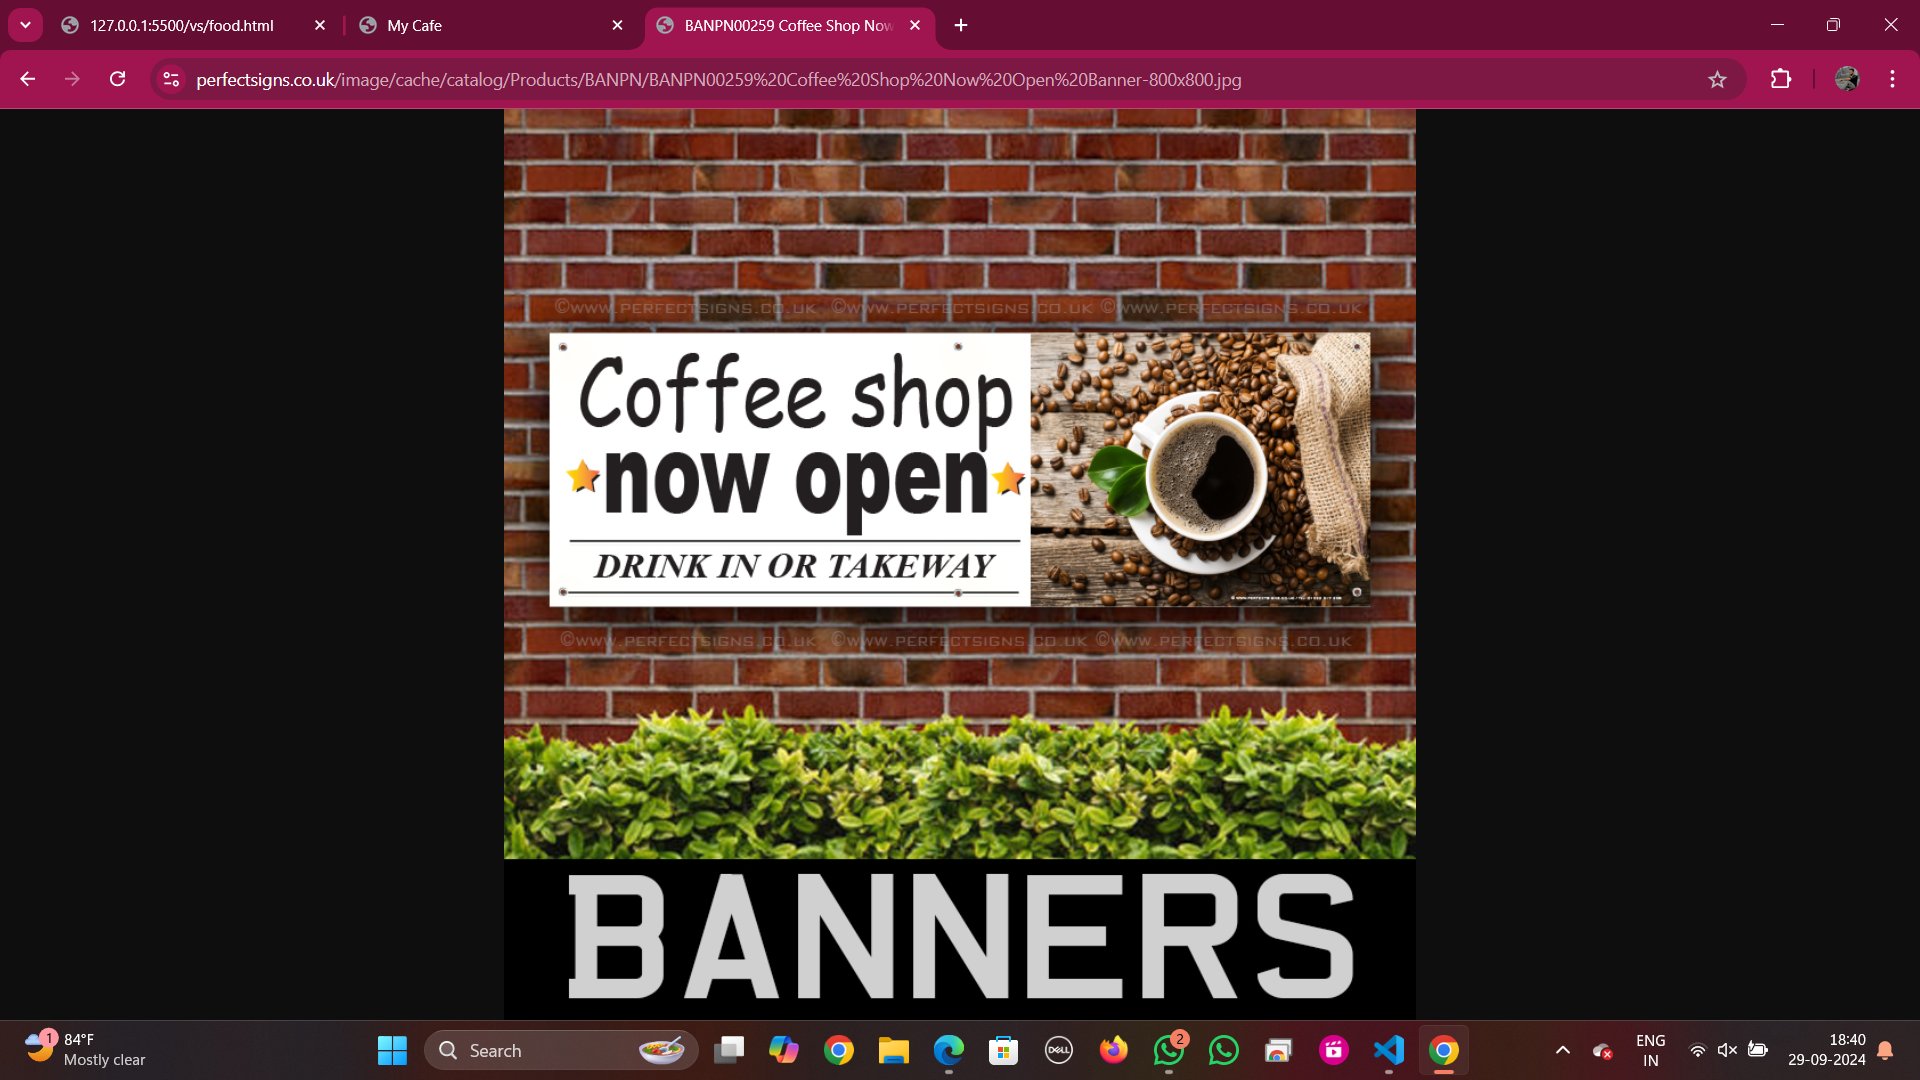 127.0.0.1:5500/vs/food.html
My Cafe
BANPN00259 Coffee Shop Now
perfectsigns.co.uk/image/cache/catalog/Products/BANPN/BANPN00259%20Coffee%20Shop%20Now%20Open%20Banner-800x800.jpg
©WWW.PERFECTSIGNS.CO.UK ©WWW.PERFECTSIGNS.CO.UK ©WWW.PERFECTSIGNS.CO.UK
Coffee shop
now open
DRINK IN OR TAKEWAY
©WWW.PERFECTSIGNS.CO.UK ©WWW.PERFECTSIGNS.CO.UK ©WWW.PERFECTSIGNS.CO.UK
BANNERS
1
84°F
Mostly clear
Search
DELL
2
ENG
IN
18:40
29-09-2024